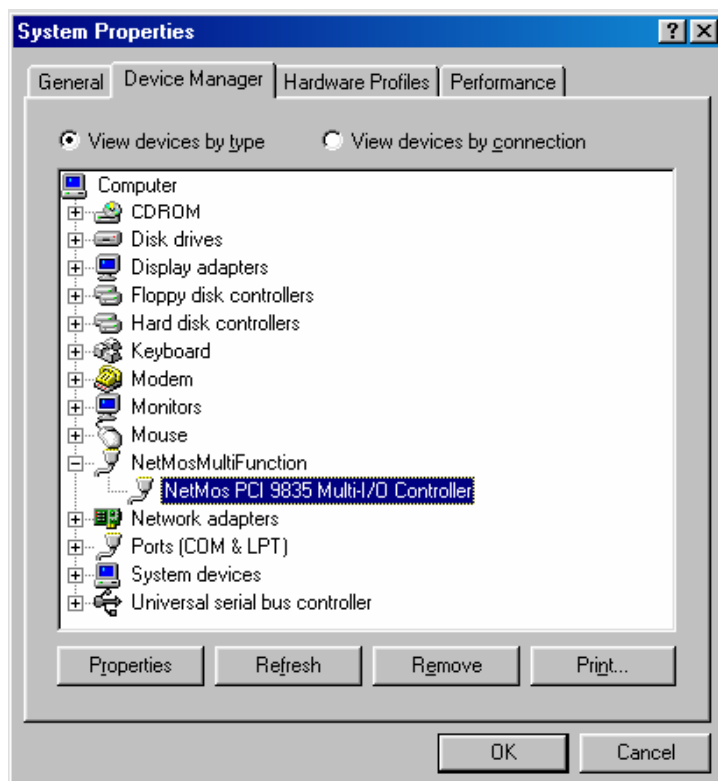 System Properties
General Device Manager Hardware Profiles Performance
View devices by type View devices by connection
Computer
CDROM
Disk drives
Display adapters
Floppy disk controllers
Hard disk controllers
Keyboard
Modem
Monitors
Mouse
NetMosMultiFunction
NetMos PCI 9835 Multi-I/O Controller
Network adapters
Ports (COM & LPT)
System devices
Universal serial bus controller
Properties Refresh Remove Print...
OK Cancel